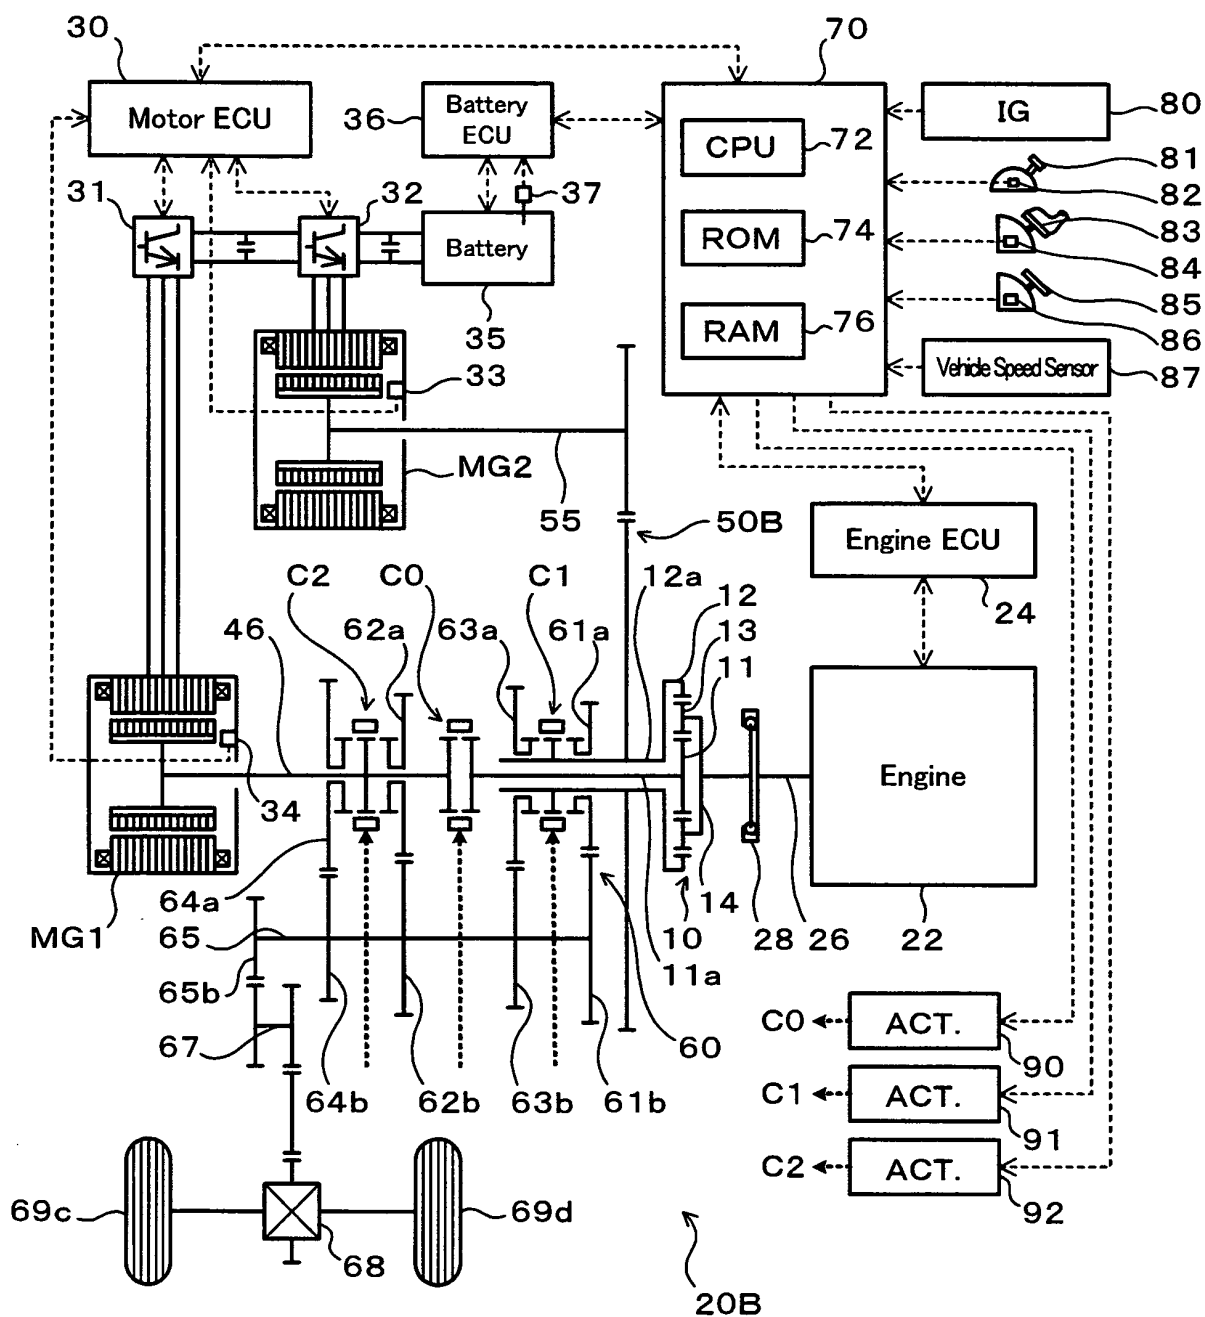 30
70
Motor ECU
36
Battery
ECU
IG
80
CPU
72
81
82
31
32
37
83
ROM
74
84
Battery
35
RAM
76
85
86
33
Vehicle Speed Sensor
87
MG2
55
50B
Engine ECU
24
C2
C0
C1
12a
12
46
62a
63a
61a
13
11
34
Engine
64a
14
MG1
65
10
28
26
22
65b
11a
67
60
C0
ACT.
90
64b
62b
63b
61b
C1
ACT.
91
C2
ACT.
92
69c
69d
68
20B